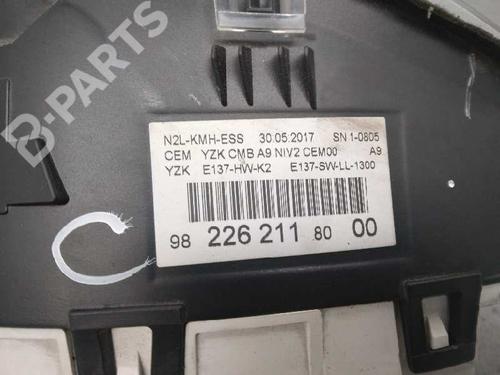 B-PARTS
N2L-KMH-ESS 30.05.2017 SN 1-0805
CEM YZK CMB A9 NIV2 CEM00 A9
YZK E137-HW-K2 E137-SW-LL-1300
98 226 211 80 00